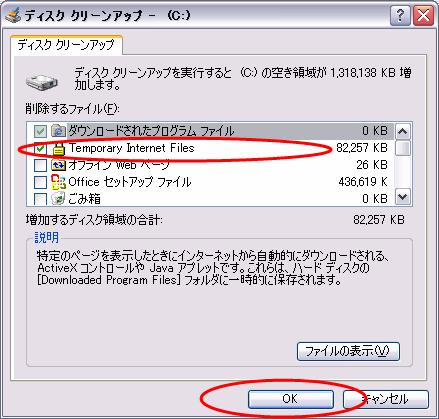 ディスク クリーンアップ - (C:)
ディスク クリーンアップ
ディスク クリーンアップを実行すると (C:) の空き領域が 1,318,138 KB 増
加します。
削除するファイル(F):
ダウンロードされたプログラム ファイル 0 KB
Temporary Internet Files 82,257 KB
オフライン Web ページ 26 KB
Office セットアップ ファイル 436,619 K
ごみ箱 0 KB
増加するディスク領域の合計: 82,257 KB
説明
特定のページを表示したときにインターネットから自動的にダウンロードされる、
ActiveX コントロールや Java アプレットです。これらは、ハード ディスクの
[Downloaded Program Files] フォルダに一時的に保存されます。
ファイルの表示(V)
OK キャンセル